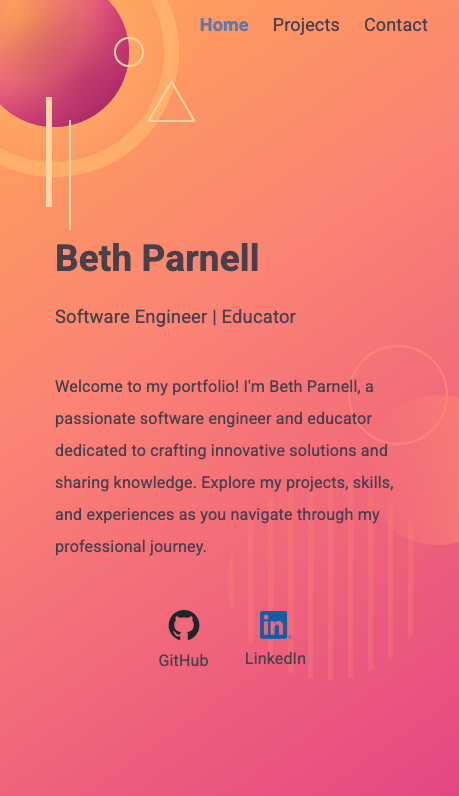 Home Projects Contact
Beth Parnell
Software Engineer | Educator
Welcome to my portfolio! I'm Beth Parnell, a
passionate software engineer and educator
dedicated to crafting innovative solutions and
sharing knowledge. Explore my projects, skills,
and experiences as you navigate through my
professional journey.
in
GitHub LinkedIn